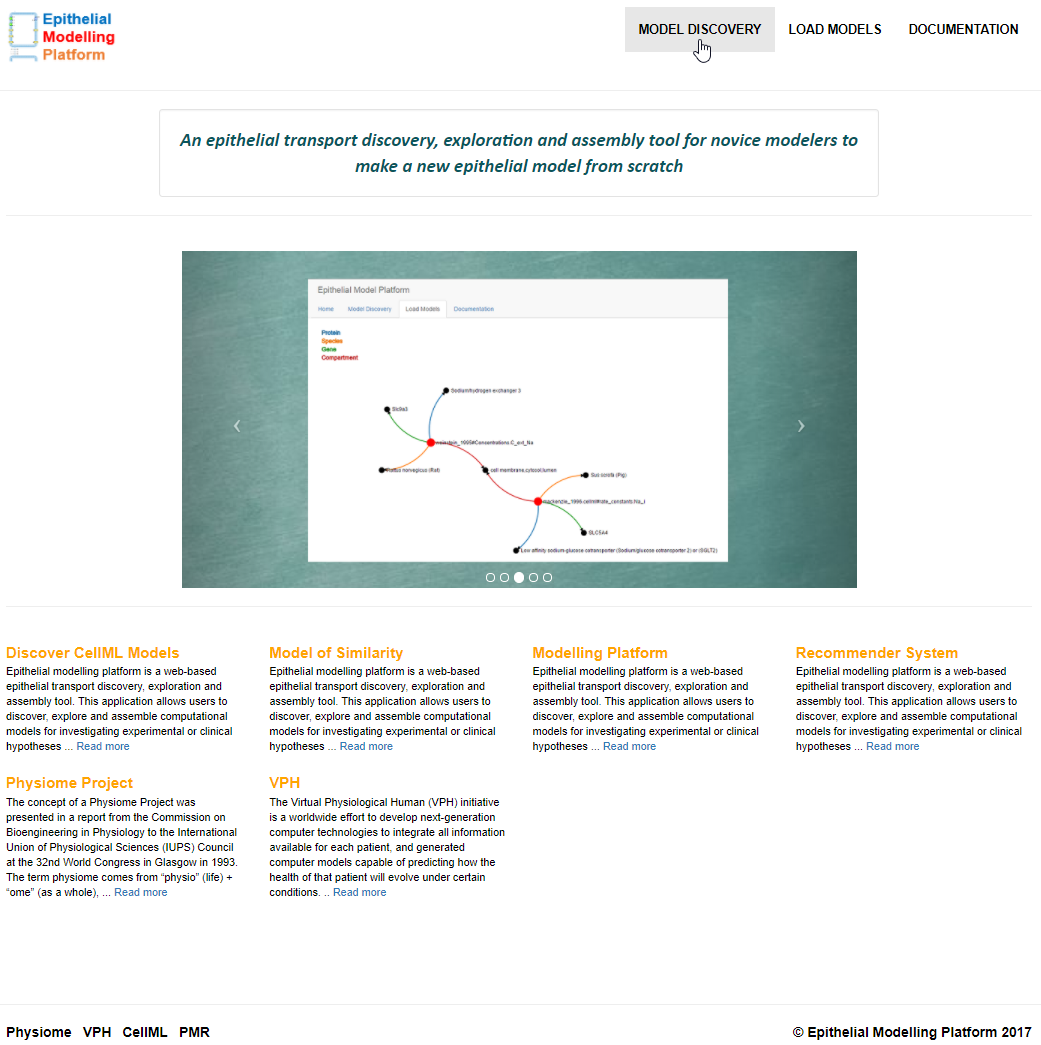 Epithelial
Modelling
Platform
MODEL DISCOVERY LOAD MODELS DOCUMENTATION
An epithelial transport discovery, exploration and assembly tool for novice modelers to
make a new epithelial model from scratch
Epithelial Model Platform
Home Model Discovery Load Models Documentation
Protein
Species
Gene
Compartment
Sodium/hydrogen exchanger 3
Slc9a3
_1995#Concentrations.C_ext_Na
Rattus norvegicus (Rat)
cell membrane,cytosol,lumen
Sus scrofa (Pig)
mackenzie_1996.cellml#rate_constants.Na_i
SLC5A4
Low affinity sodium-glucose cotransporter (Sodium/glucose cotransporter 2) or (SGLT2)
Discover CellML Models
Epithelial modelling platform is a web-based
epithelial transport discovery, exploration and
assembly tool. This application allows users to
discover, explore and assemble computational
models for investigating experimental or clinical
hypotheses ... Read more
Model of Similarity
Epithelial modelling platform is a web-based
epithelial transport discovery, exploration and
assembly tool. This application allows users to
discover, explore and assemble computational
models for investigating experimental or clinical
hypotheses ... Read more
Modelling Platform
Epithelial modelling platform is a web-based
epithelial transport discovery, exploration and
assembly tool. This application allows users to
discover, explore and assemble computational
models for investigating experimental or clinical
hypotheses ... Read more
Recommender System
Epithelial modelling platform is a web-based
epithelial transport discovery, exploration and
assembly tool. This application allows users to
discover, explore and assemble computational
models for investigating experimental or clinical
hypotheses ... Read more
Physiome Project
The concept of a Physiome Project was
presented in a report from the Commission on
Bioengineering in Physiology to the International
Union of Physiological Sciences (IUPS) Council
at the 32nd World Congress in Glasgow in 1993.
The term physiome comes from “physio” (life) +
“ome” (as a whole), ... Read more
VPH
The Virtual Physiological Human (VPH) initiative
is a worldwide effort to develop next-generation
computer technologies to integrate all information
available for each patient, and generated
computer models capable of predicting how the
health of that patient will evolve under certain
conditions. .. Read more
Physiome VPH CellML PMR
© Epithelial Modelling Platform 2017